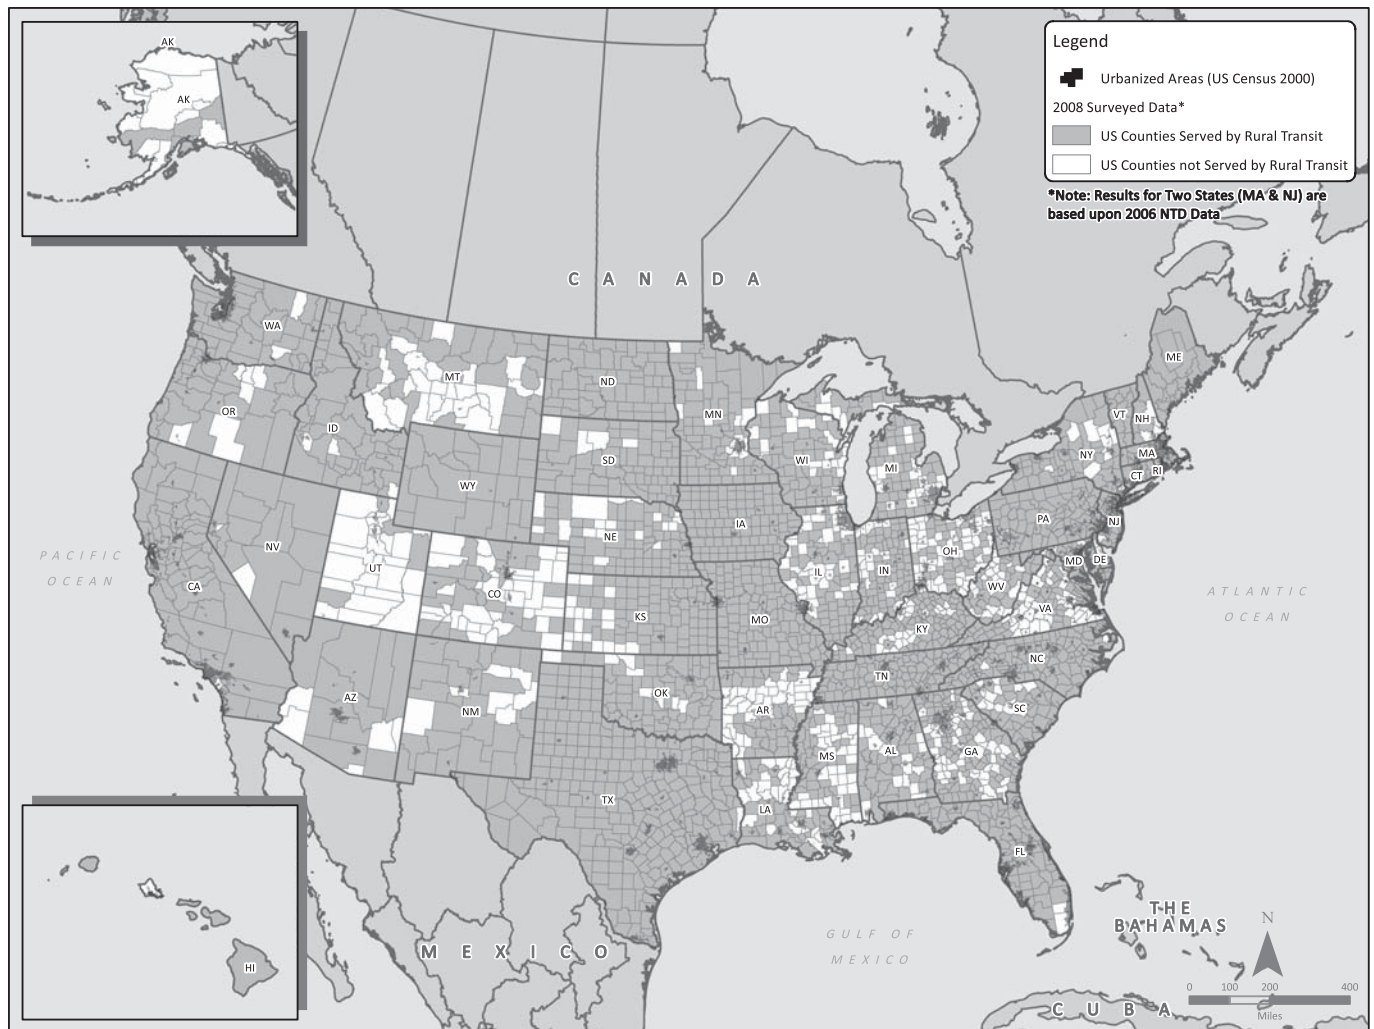 AK
AK
Legend
Urbanized Areas (US Census 2000)
2008 Surveyed Data*
US Counties Served by Rural Transit
US Counties not Served by Rural Transit
*Note: Results for Two States (MA & NJ) are
based upon 2006 NTD Data
CANADA
WA
MT
ND
MN
ME
VT
NH
OR
ID
SD
WI
MI
NY
MA
CT
RI
WY
IA
PA
NJ
NE
NV
UT
CO
IL
IN
OH
MD
DE
WV
VA
CA
KS
MO
KY
NC
TN
AZ
NM
OK
AR
SC
MS
AL
GA
TX
LA
FL
PACIFIC
OCEAN
ATLANTIC
OCEAN
HI
MEXICO
GULF OF
MEXICO
THE
BAHAMAS
CUBA
N
0 100 200 400
Miles